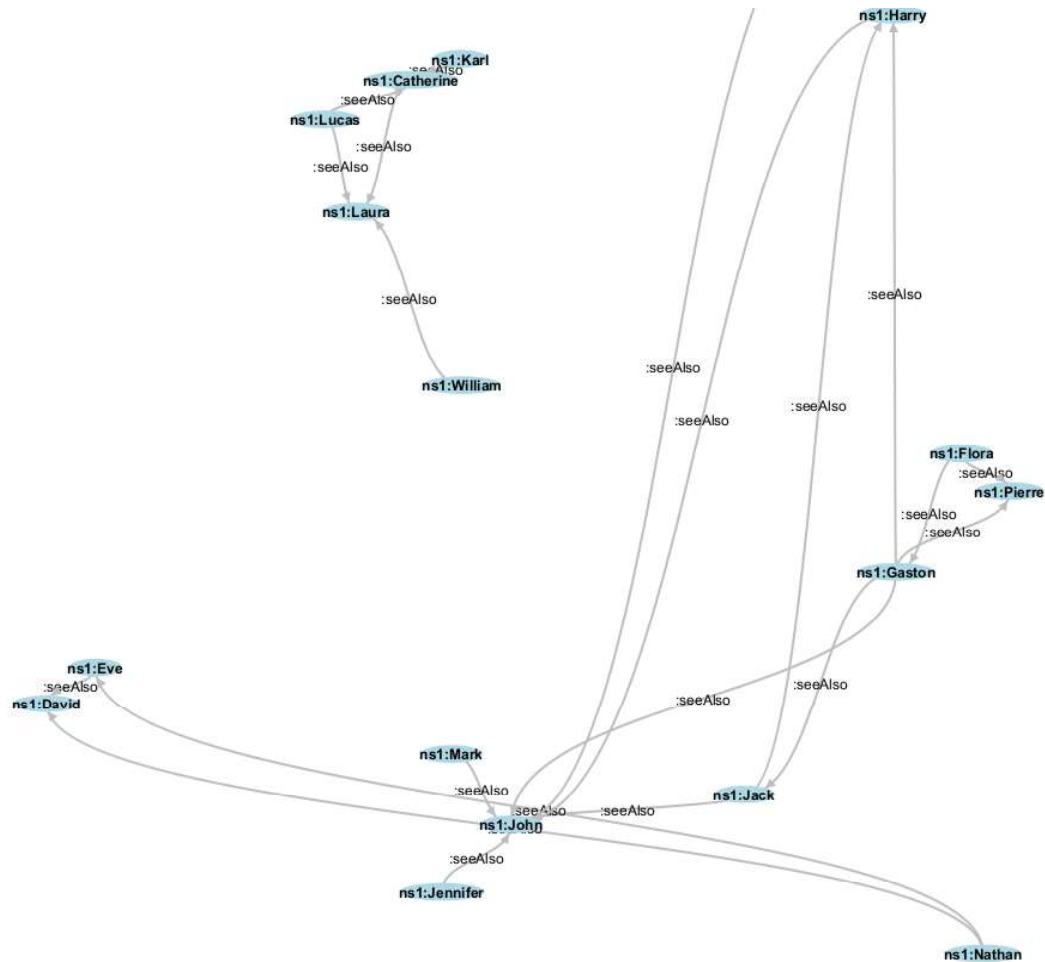 ns1:Harry
ns1:Karl
:seeAlso
ns1:Catherine
:seeAlso
ns1:Lucas
:seeAlso
:seeAlso
ns1:Laura
:seeAlso
:seeAlso
ns1:William
:seeAlso
:seeAlso
:seeAlso
ns1:Flora
:seeAlso
ns1:Pierre
:seeAlso
:seeAlso
ns1:Gaston
ns1:Eve
:seeAlso
ns1:David
:seeAlso
:seeAlso
ns1:Mark
:seeAlso
ns1:Jack
:seeAlso
:seeAlso
ns1:John
:seeAlso
:seeAlso
ns1:Jennifer
ns1:Nathan